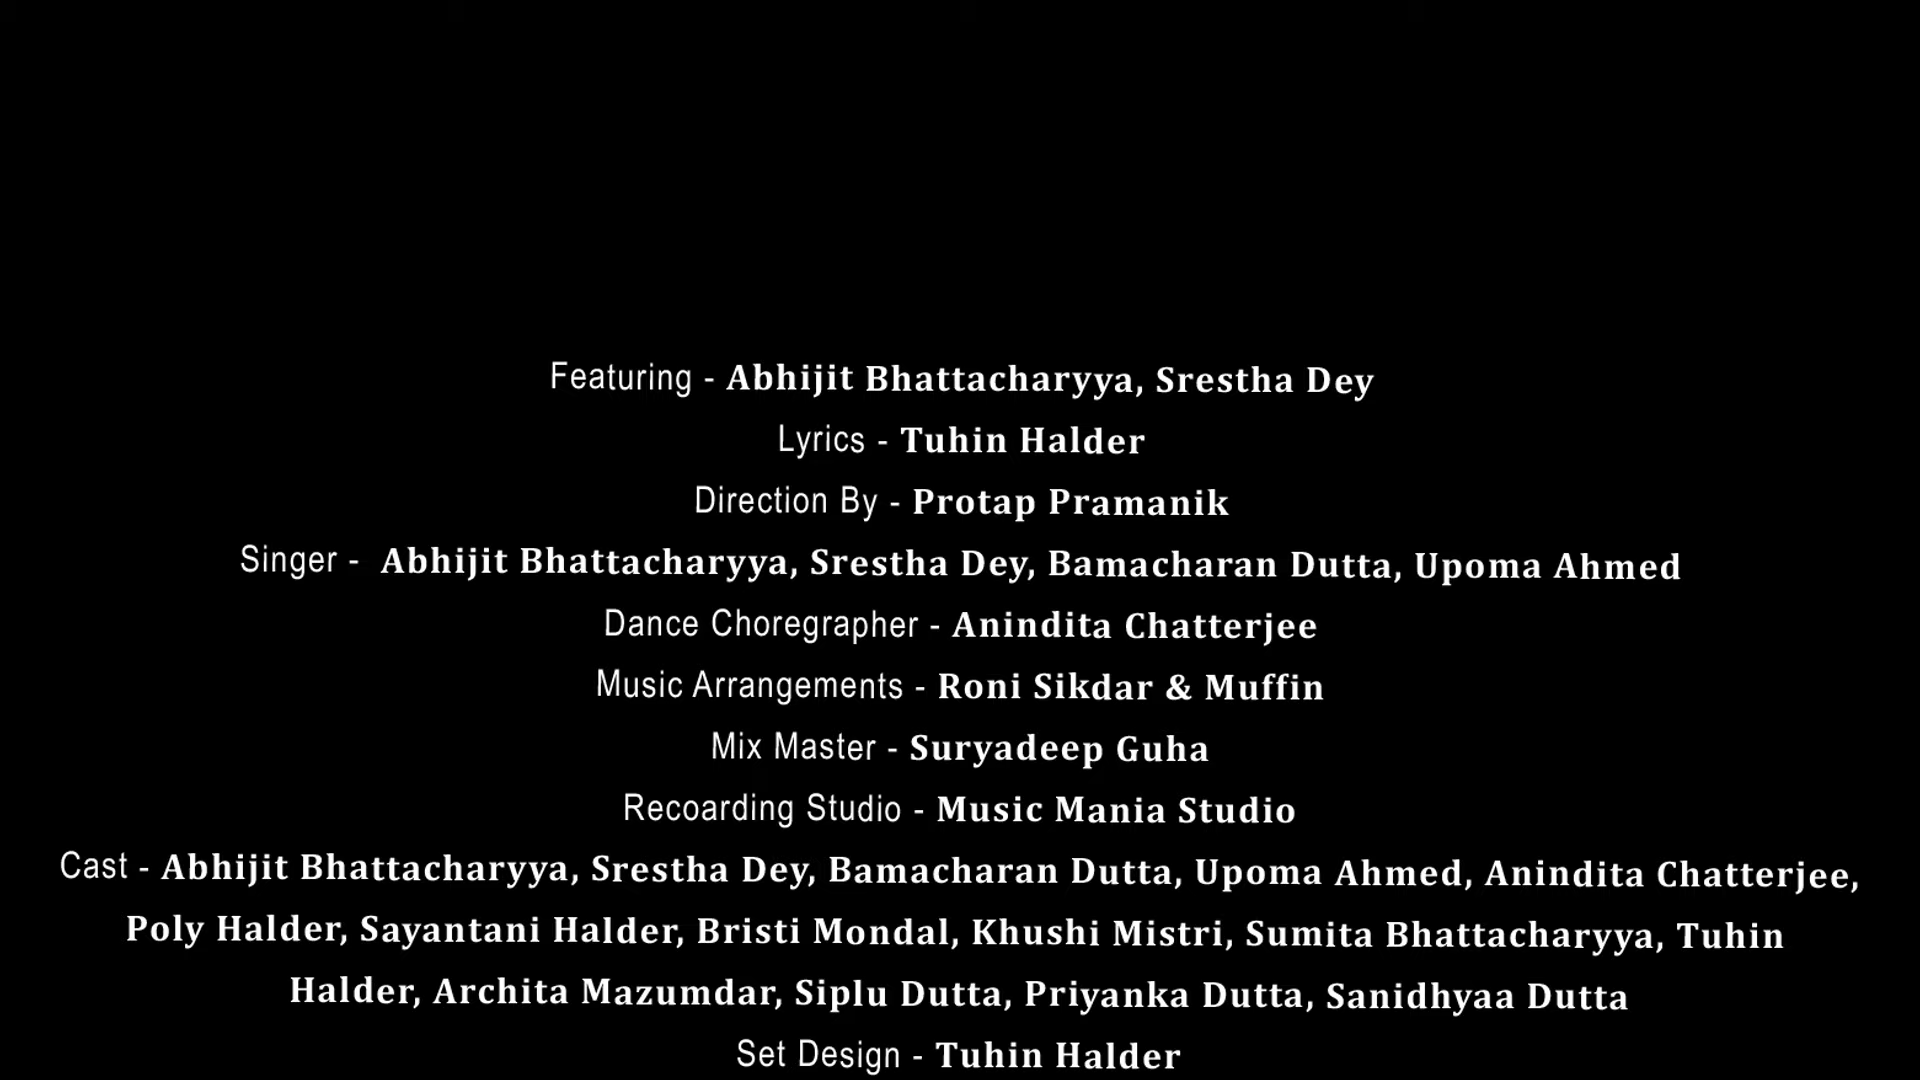 Featuring - Abhijit Bhattacharyya, Srestha Dey
Lyrics - Tuhin Halder
Direction By - Protap Pramanik
Singer - Abhijit Bhattacharyya, Srestha Dey, Bamacharan Dutta, Upoma Ahmed
Dance Choregrapher - Anindita Chatterjee
Music Arrangements - Roni Sikdar & Muffin
Mix Master - Suryadeep Guha
Recoarding Studio - Music Mania Studio
Cast - Abhijit Bhattacharyya, Srestha Dey, Bamacharan Dutta, Upoma Ahmed, Anindita Chatterjee,
Poly Halder, Sayantani Halder, Bristi Mondal, Khushi Mistri, Sumita Bhattacharyya, Tuhin
Halder, Archita Mazumdar, Siplu Dutta, Priyanka Dutta, Sanidhyaa Dutta
Set Design - Tuhin Halder